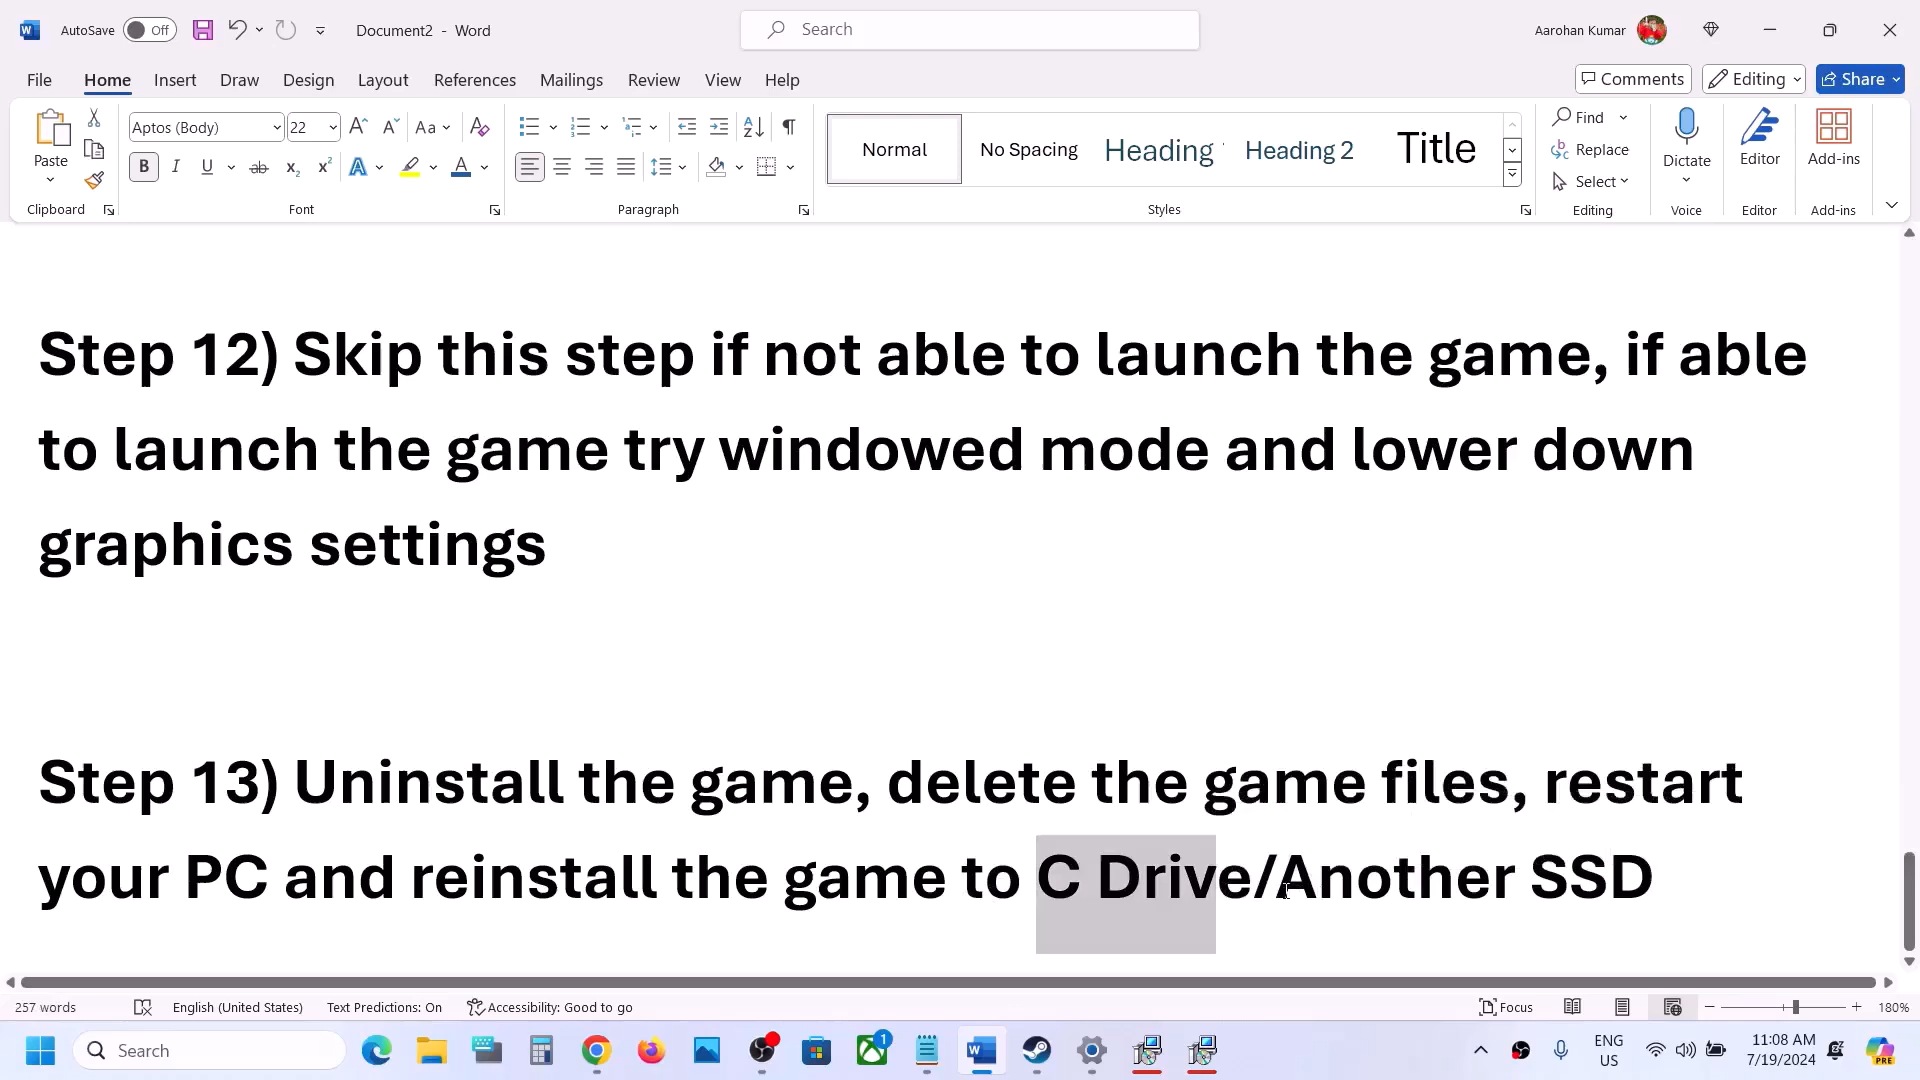 AutoSave Off Document2 - Word Search Aarohan Kumar
File Home Insert Draw Design Layout References Mailings Review View Help Comments Editing Share
Aptos (Body) 22 Aa Normal No Spacing Heading Heading 2 Title Find
Paste Replace Dictate Editor Add-ins
B I U ab x₂ x² A A Select
Clipboard Font Paragraph Styles Editing Voice Editor Add-ins
Step 12) Skip this step if not able to launch the game, if able
to launch the game try windowed mode and lower down
graphics settings
Step 13) Uninstall the game, delete the game files, restart
your PC and reinstall the game to C Drive/Another SSD
257 words English (United States) Text Predictions: On Accessibility: Good to go Focus 180%
Search 1 ENG US 11:08 AM 7/19/2024 PRE